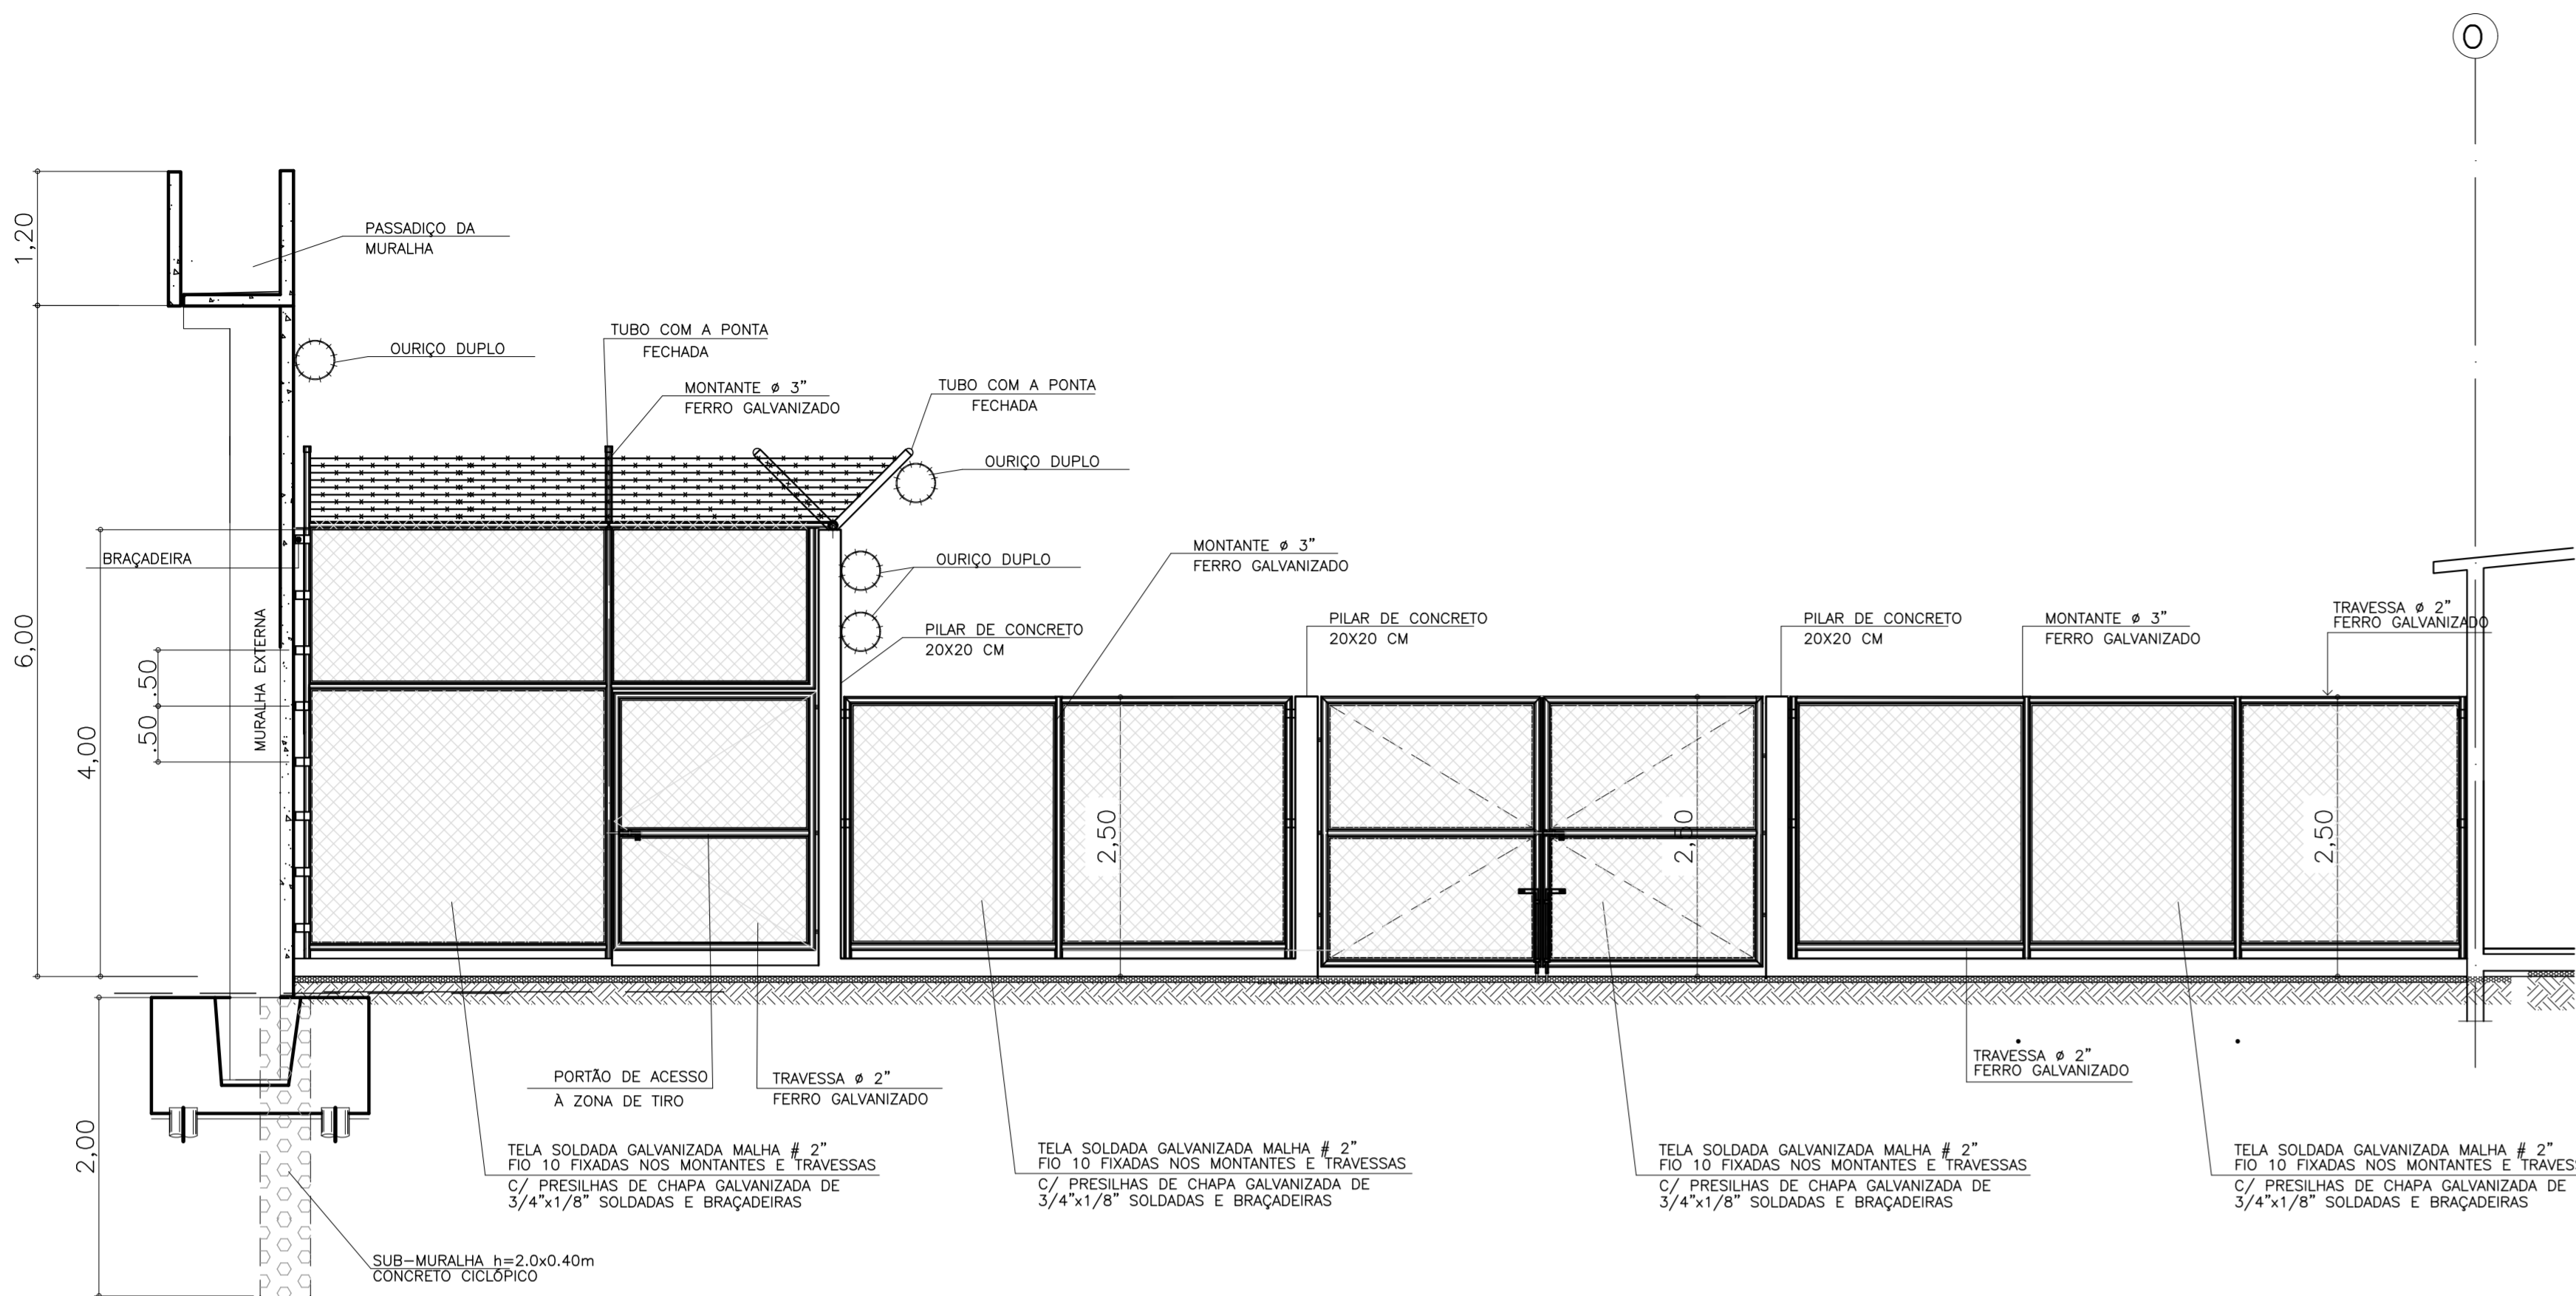 O
1,20
PASSADIÇO DA
MURALHA
TUBO COM A PONTA
FECHADA
OURIÇO DUPLO
MONTANTE ø 3"
FERRO GALVANIZADO
TUBO COM A PONTA
FECHADA
OURIÇO DUPLO
BRAÇADEIRA
OURIÇO DUPLO
MONTANTE ø 3"
FERRO GALVANIZADO
6,00
4,00
.50
.50
MURALHA EXTERNA
PILAR DE CONCRETO
20X20 CM
PILAR DE CONCRETO
20X20 CM
PILAR DE CONCRETO
20X20 CM
MONTANTE ø 3"
FERRO GALVANIZADO
TRAVESSA ø 2"
FERRO GALVANIZADO
2,50
2,50
2,50
2,00
PORTÃO DE ACESSO
À ZONA DE TIRO
TRAVESSA ø 2"
FERRO GALVANIZADO
TRAVESSA ø 2"
FERRO GALVANIZADO
TELA SOLDADA GALVANIZADA MALHA # 2"
FIO 10 FIXADAS NOS MONTANTES E TRAVESSAS
C/ PRESILHAS DE CHAPA GALVANIZADA DE
3/4"x1/8" SOLDADAS E BRAÇADEIRAS
TELA SOLDADA GALVANIZADA MALHA # 2"
FIO 10 FIXADAS NOS MONTANTES E TRAVESSAS
C/ PRESILHAS DE CHAPA GALVANIZADA DE
3/4"x1/8" SOLDADAS E BRAÇADEIRAS
TELA SOLDADA GALVANIZADA MALHA # 2"
FIO 10 FIXADAS NOS MONTANTES E TRAVESSAS
C/ PRESILHAS DE CHAPA GALVANIZADA DE
3/4"x1/8" SOLDADAS E BRAÇADEIRAS
TELA SOLDADA GALVANIZADA MALHA # 2"
FIO 10 FIXADAS NOS MONTANTES E TRAVES
C/ PRESILHAS DE CHAPA GALVANIZADA DE
3/4"x1/8" SOLDADAS E BRAÇADEIRAS
SUB-MURALHA h=2.0x0.40m
CONCRETO CICLÓPICO